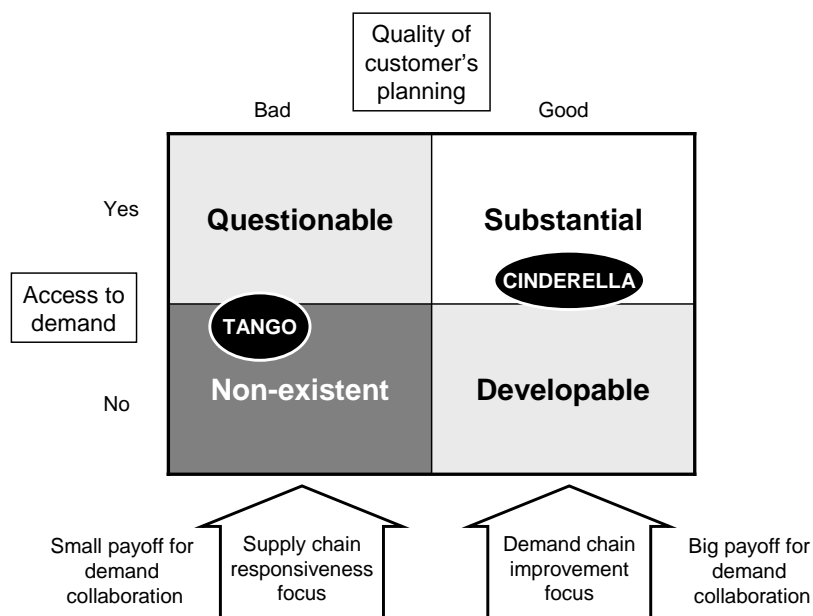 Quality of
customer's
planning
Bad
Good
Yes
Questionable
Substantial
CINDERELLA
Access to
demand
TANGO
No
Non-existent
Developable
Small payoff for
demand
collaboration
Supply chain
responsiveness
focus
Demand chain
improvement
focus
Big payoff for
demand
collaboration